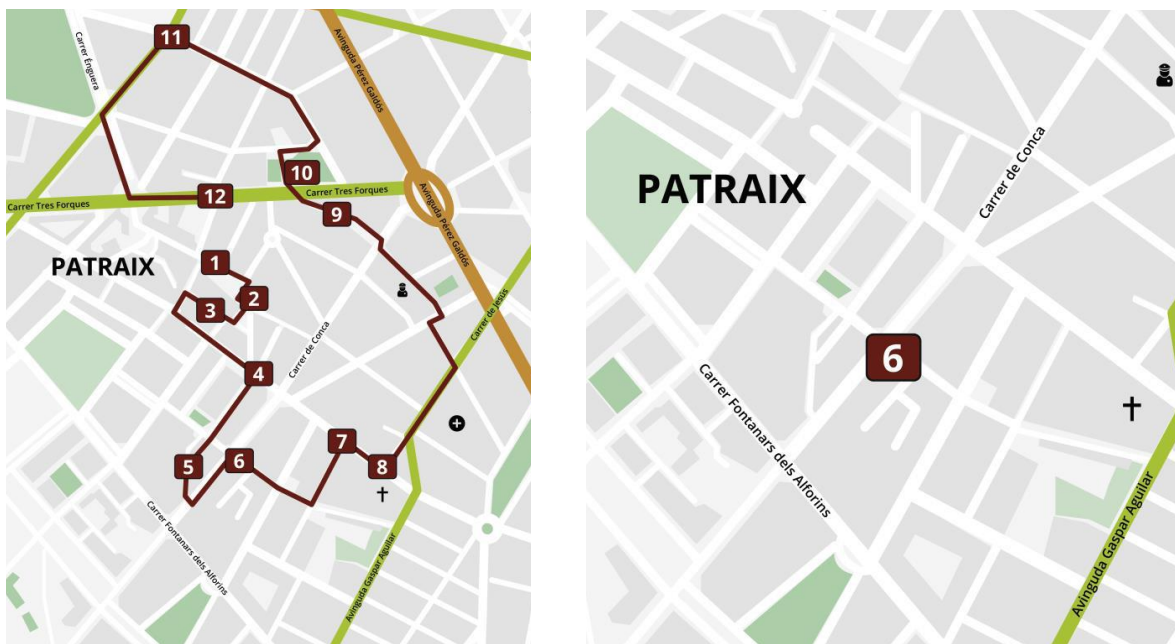 11
Carrer Énguera
Avinguda Pérez Galdós
10
12
Carrer Tres Forques
Carrer Tres Forques
9
Avinguda Pérez Galdós
1
PATRAIX
2
3
Carrer de Jesús
Carrer de Conca
4
7
6
5
8
Carrer Fontanars dels Alforins
Avinguda Gaspar Aguilar
Carrer de Conca
PATRAIX
6
Carrer Fontanars dels Alforins
Avinguda Gaspar Aguilar